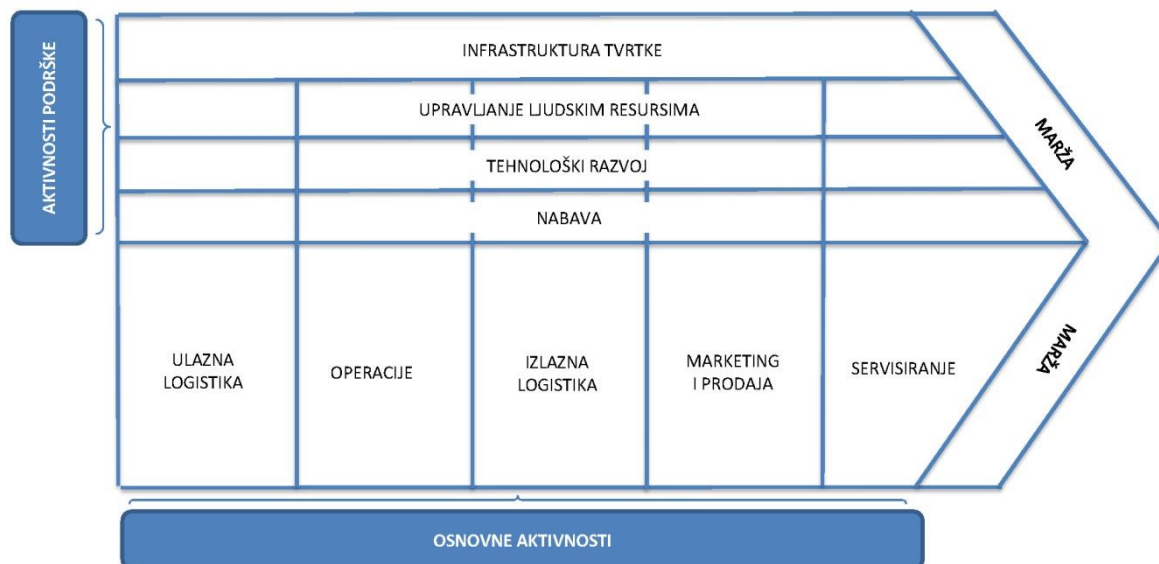 AKTIVNOSTI PODRŠKE
INFRASTRUKTURA TVRTKE
UPRAVLJANJE LJUDSKIM RESURSIMA
TEHNOLOŠKI RAZVOJ
NABAVA
MARŽA
ULAZNA
LOGISTIKA
OPERACIJE
IZLAZNA
LOGISTIKA
MARKETING
I PRODAJA
SERVISIRANJE
MARŽA
OSNOVNE AKTIVNOSTI